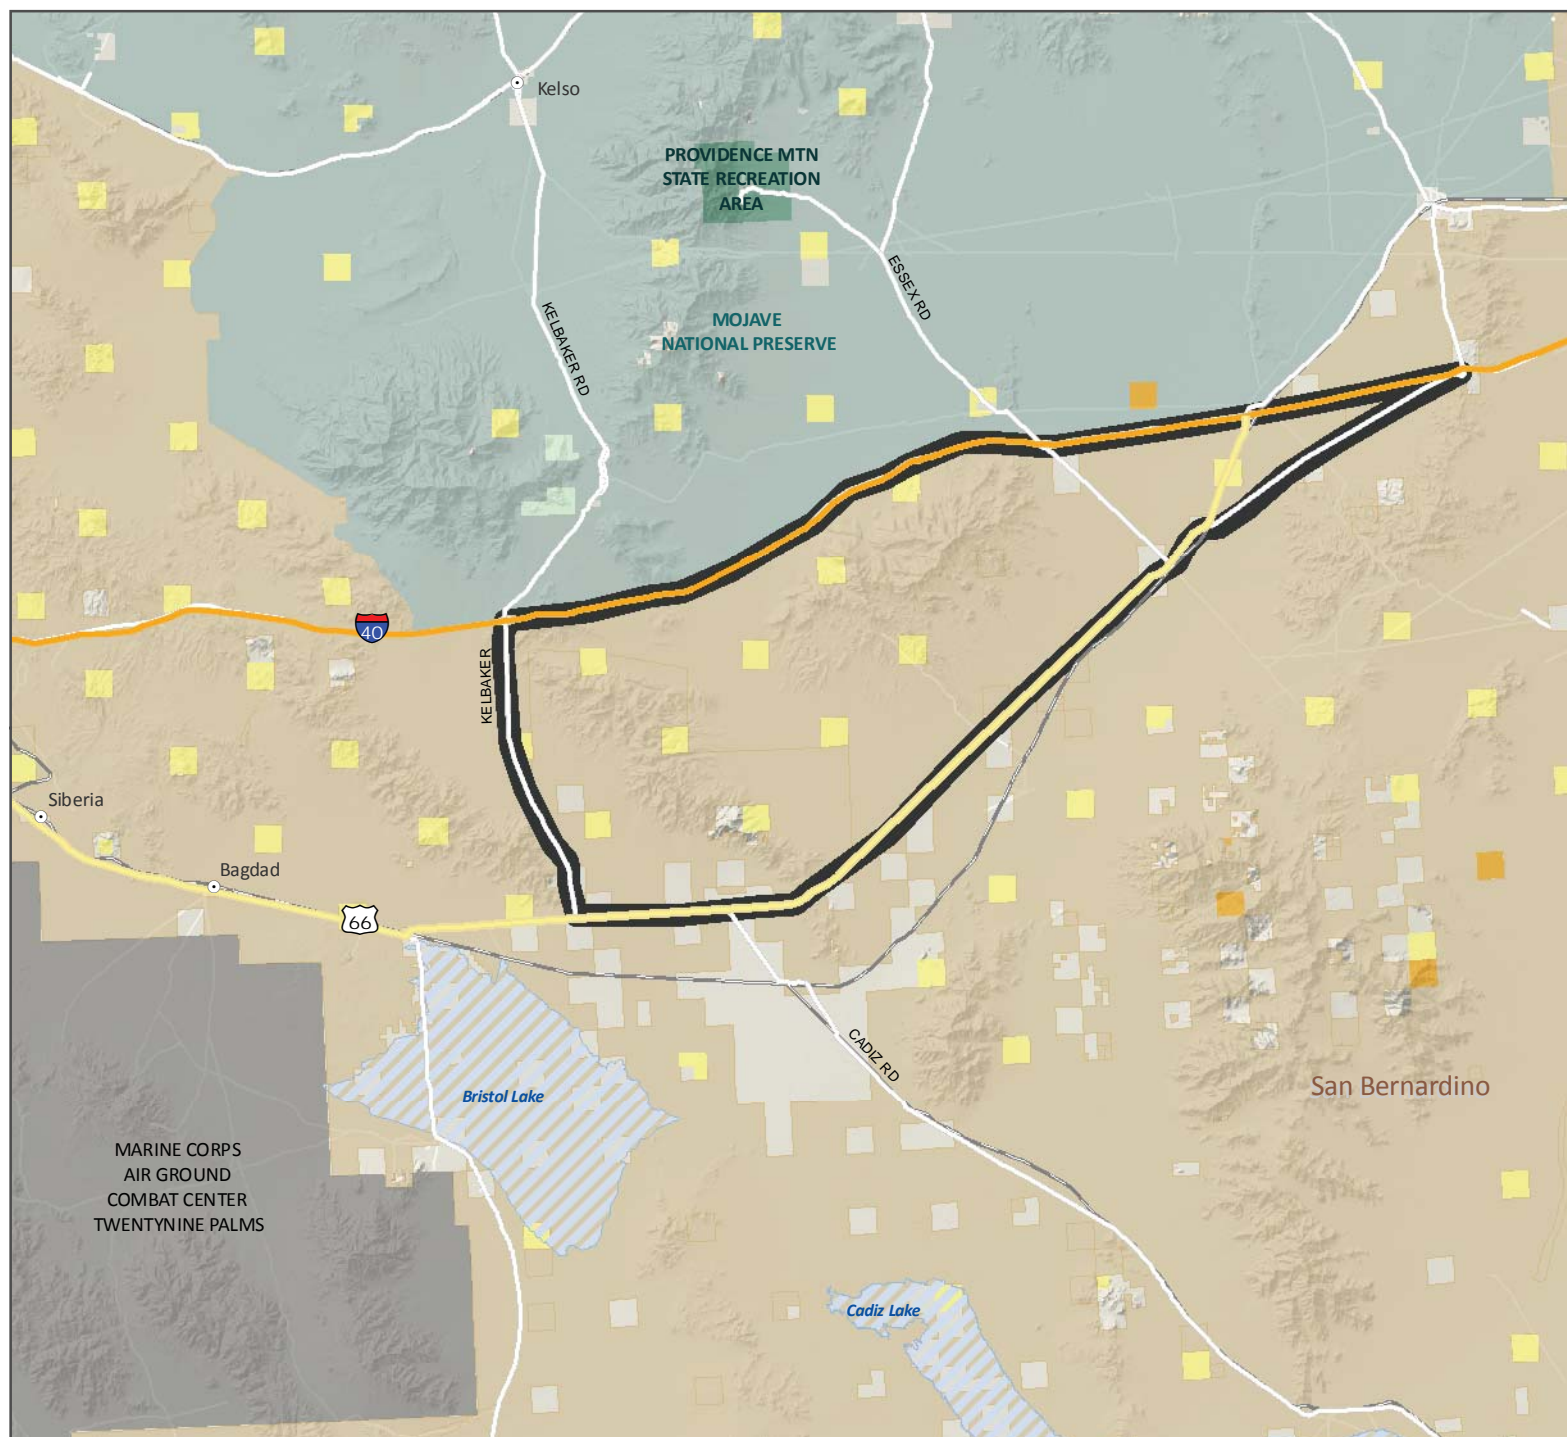 Kelso
PROVIDENCE MTN
STATE RECREATION
AREA
ESSEX RD
KELBAKER RD
MOJAVE
NATIONAL PRESERVE
40
KELBAKER
Siberia
Bagdad
66
CADIZ RD
Bristol Lake
San Bernardino
MARINE CORPS
AIR GROUND
COMBAT CENTER
TWENTYNINE PALMS
Cadiz Lake